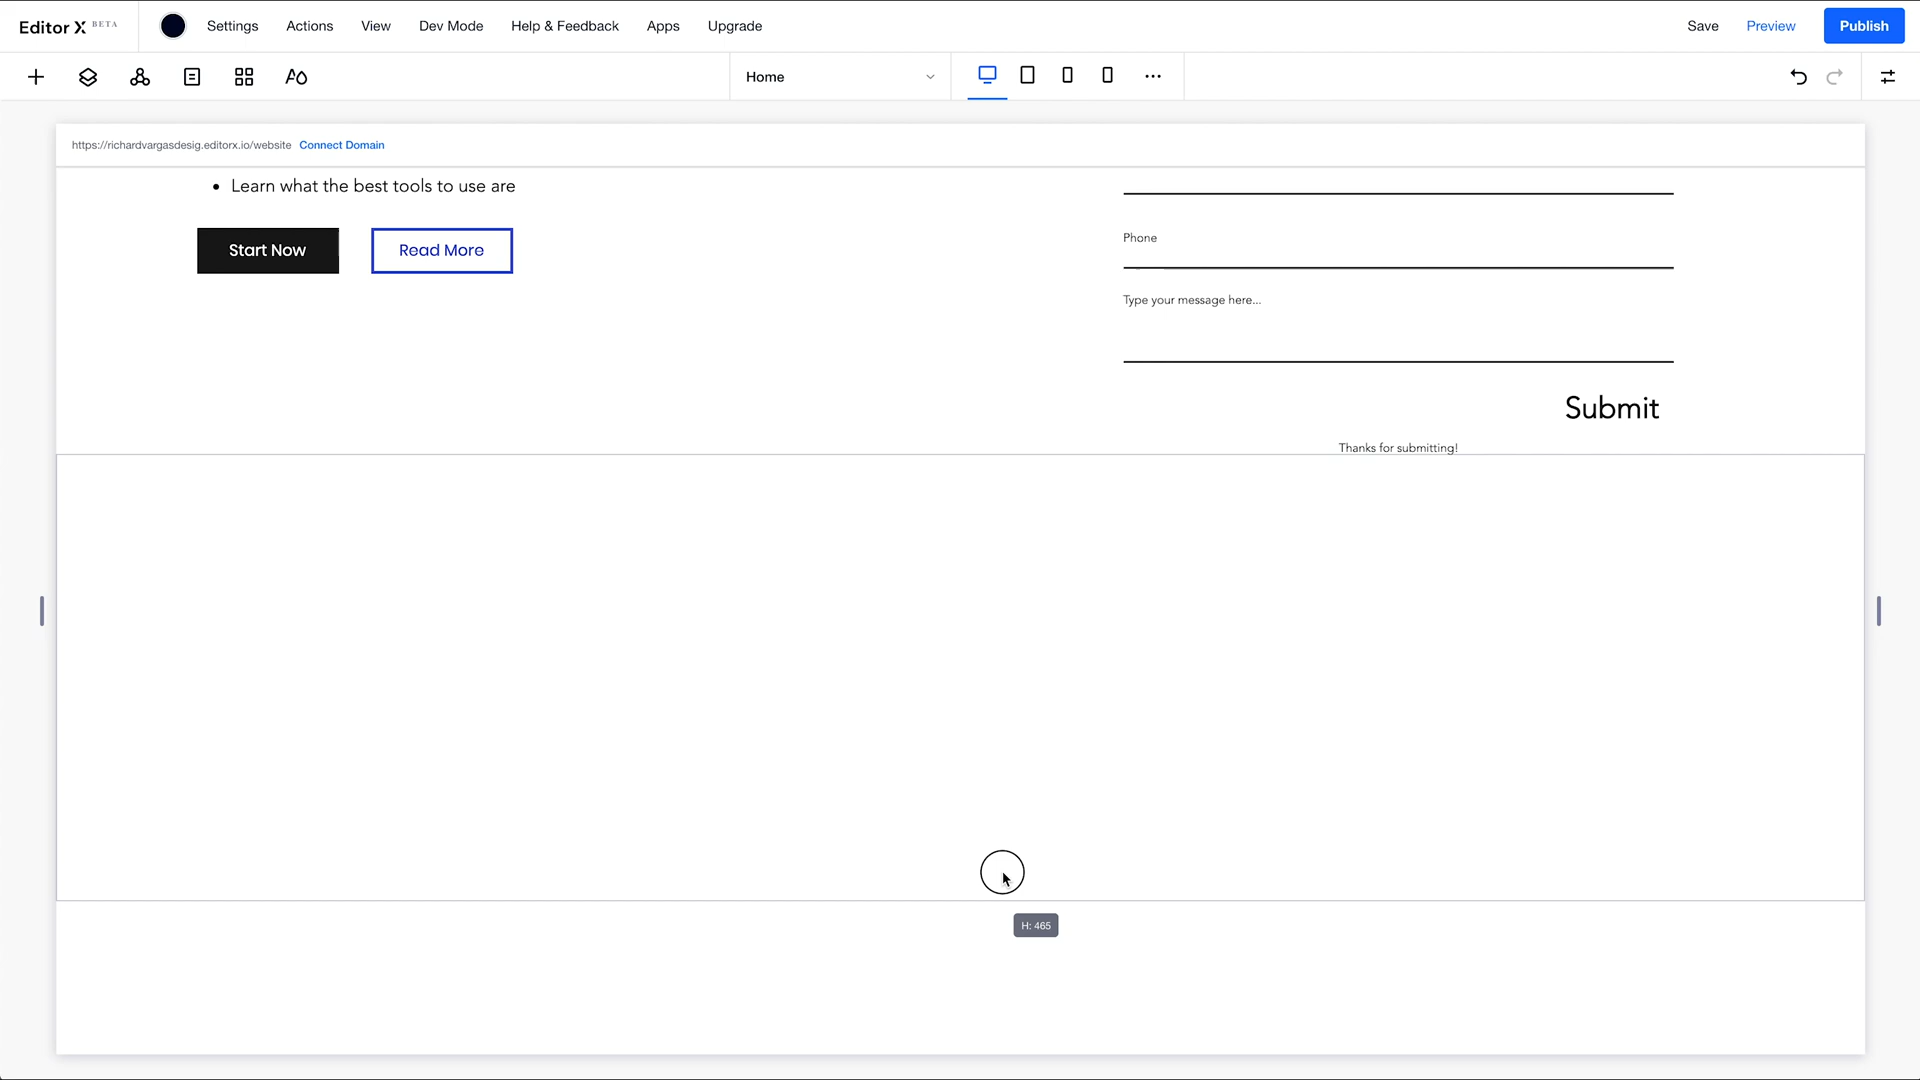 Editor X BETA
Settings
Actions
View
Dev Mode
Help & Feedback
Apps
Upgrade
Save
Preview
Publish
Home
https://richardvargasdesig.editorx.io/website Connect Domain
• Learn what the best tools to use are
Start Now
Read More
Phone
Type your message here...
Submit
Thanks for submitting!
H: 465